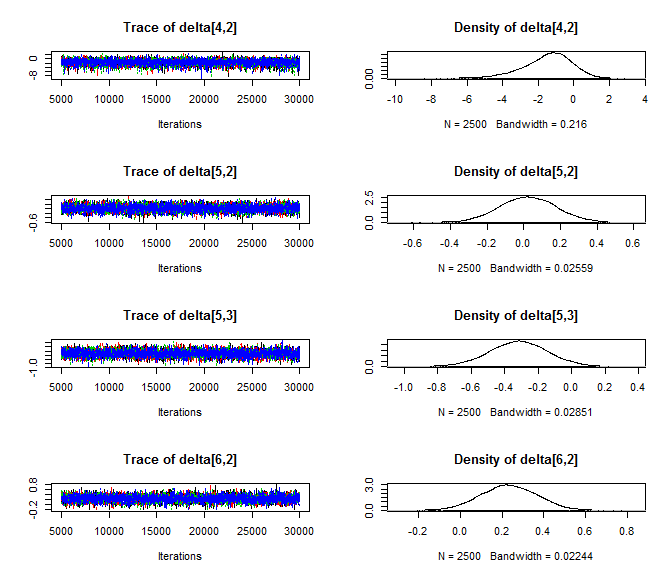 Trace of delta[4,2]
0
-8
5000 10000 15000 20000 25000 30000
Iterations
Density of delta[4,2]
0.00
-10 -8 -6 -4 -2 0 2 4
N = 2500 Bandwidth = 0.216
Trace of delta[5,2]
-0.6
5000 10000 15000 20000 25000 30000
Iterations
Density of delta[5,2]
2.5
0.0
-0.6 -0.4 -0.2 0.0 0.2 0.4 0.6
N = 2500 Bandwidth = 0.02559
Trace of delta[5,3]
-1.0
5000 10000 15000 20000 25000 30000
Iterations
Density of delta[5,3]
0.0
-1.0 -0.8 -0.6 -0.4 -0.2 0.0 0.2 0.4
N = 2500 Bandwidth = 0.02851
Trace of delta[6,2]
0.8
-0.2
5000 10000 15000 20000 25000 30000
Iterations
Density of delta[6,2]
3.0
0.0
-0.2 0.0 0.2 0.4 0.6 0.8
N = 2500 Bandwidth = 0.02244